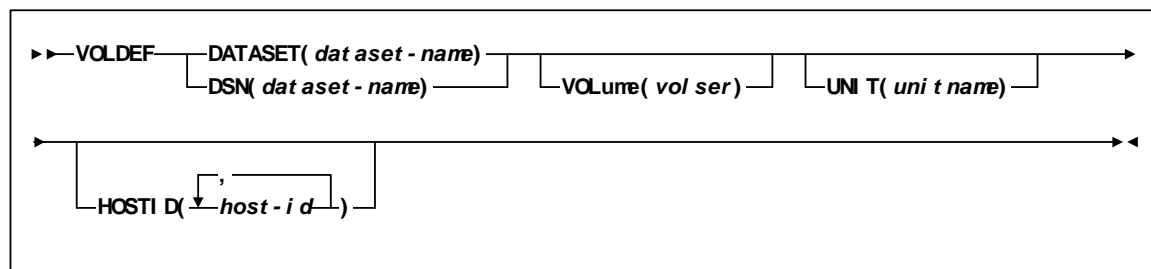 VOLDEF DATASET(dataset-name)
DSN(dataset-name) VOLume(volser) UNIT(unitname)
,
HOSTID( host-id )